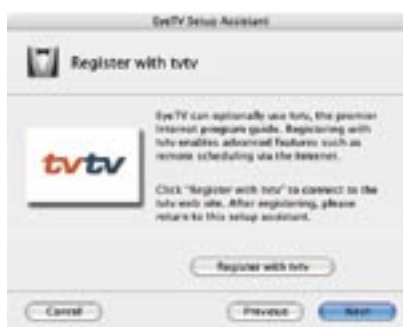 EyeTV Setup Assistant
Register with tvtv
EyeTV can optionally use tvtv, the premier
Internet program guide. Registering with
tvtv enables advanced features such as
remote scheduling via the Internet.
tvtv
Click "Register with tvtv" to connect to the
tvtv web site. After registering, please
return to this setup assistant.
Register with tvtv
Cancel
Previous
Next